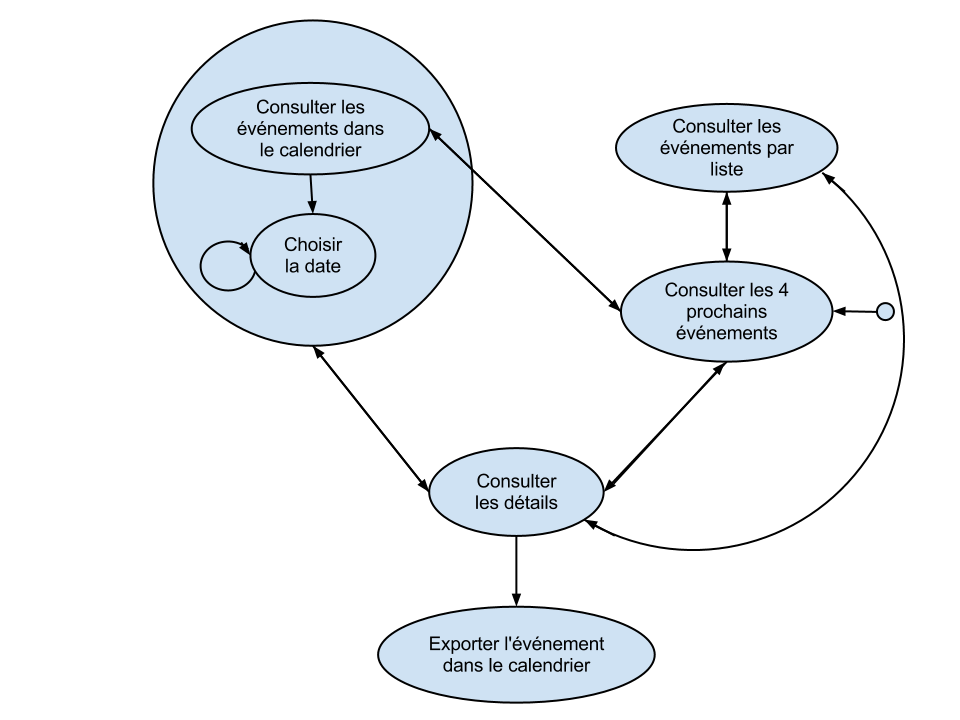 Consulter les
événements dans
le calendrier
Consulter les
événements par
liste
Choisir
la date
Consulter les 4
prochains
événements
Consulter
les détails
Exporter l'événement
dans le calendrier